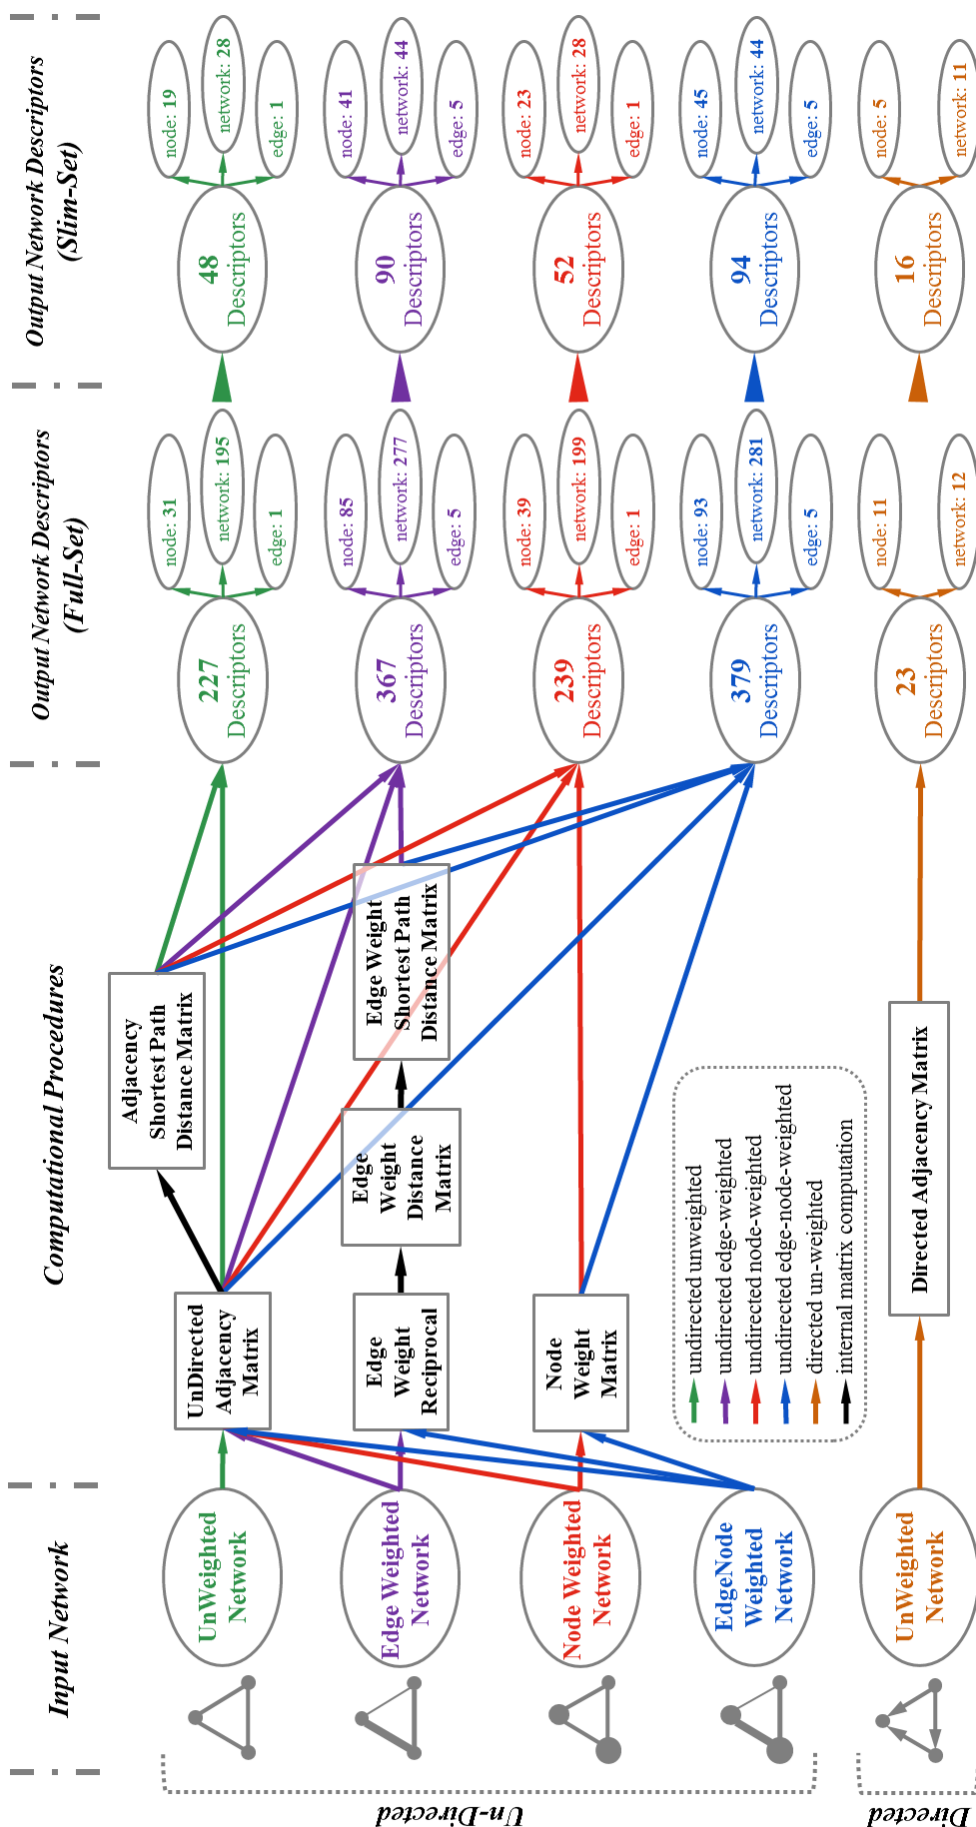 Input Network
Computational Procedures
Output Network Descriptors
(Full-Set)
Output Network Descriptors
(Slim-Set)
Un-Directed
UnWeighted
Network
UnDirected
Adjacency
Matrix
Adjacency
Shortest Path
Distance Matrix
227
Descriptors
node: 31
network: 195
edge: 1
48
Descriptors
node: 19
network: 28
edge: 1
Edge Weighted
Network
Edge
Weight
Reciprocal
Edge
Weight
Distance
Matrix
Edge Weight
Shortest Path
Distance Matrix
367
Descriptors
node: 85
network: 277
edge: 5
90
Descriptors
node: 41
network: 44
edge: 5
Node Weighted
Network
Node
Weight
Matrix
239
Descriptors
node: 39
network: 199
edge: 1
52
Descriptors
node: 23
network: 28
edge: 1
EdgeNode
Weighted
Network
379
Descriptors
node: 93
network: 281
edge: 5
94
Descriptors
node: 45
network: 44
edge: 5
undirected unweighted
undirected edge-weighted
undirected node-weighted
undirected edge-node-weighted
directed un-weighted
internal matrix computation
Directed
UnWeighted
Network
Directed Adjacency Matrix
23
Descriptors
node: 11
network: 12
16
Descriptors
node: 5
network: 11